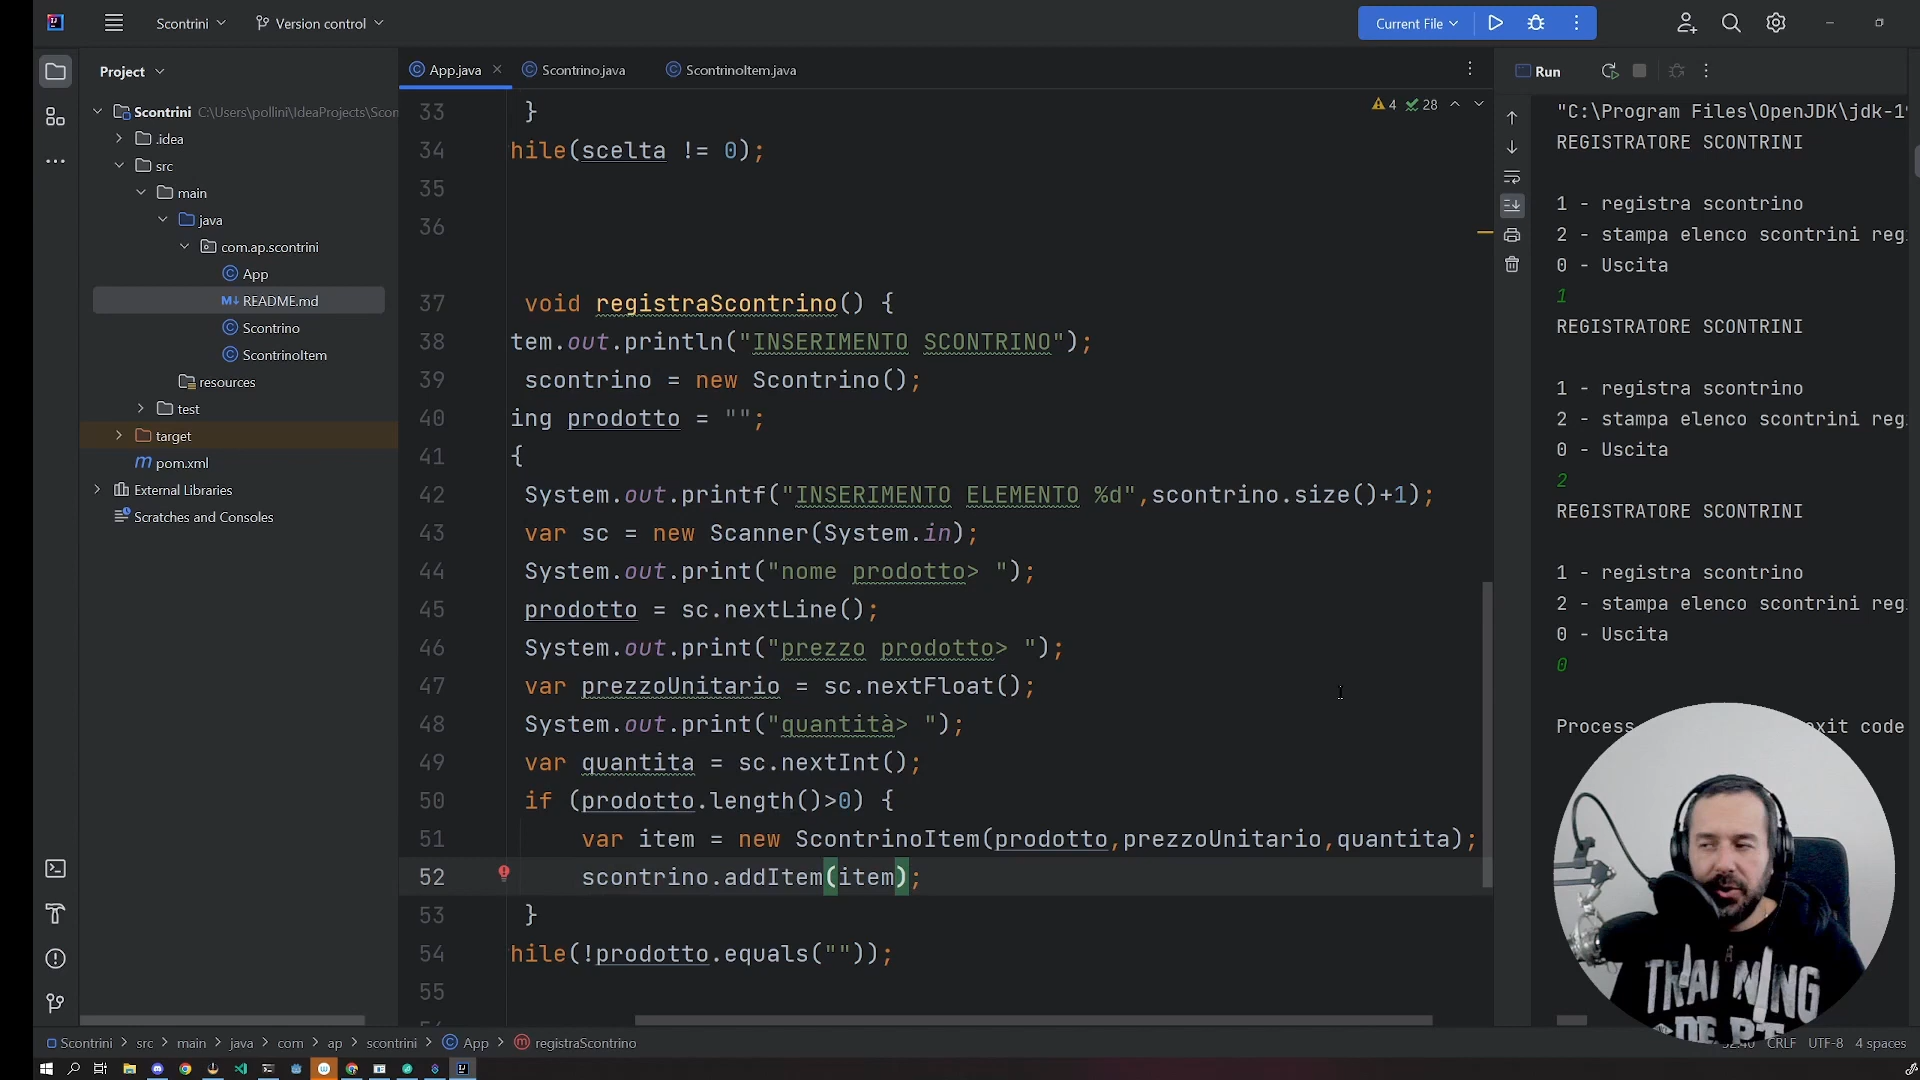 Scontrini
Version control
Current File
Project
App.java
Scontrino.java
ScontrinoItem.java
Run
Scontrini C:\Users\pollini\IdeaProjects\Scon
.idea
src
main
java
com.ap.scontrini
App
README.md
Scontrino
ScontrinoItem
resources
test
target
pom.xml
External Libraries
Scratches and Consoles
4
28
33 }
34 hile(scelta != 0);
35
36
37 void registraScontrino() {
38 tem.out.println("INSERIMENTO SCONTRINO");
39 scontrino = new Scontrino();
40 ing prodotto = "";
41 {
42 System.out.printf("INSERIMENTO ELEMENTO %d",scontrino.size()+1);
43 var sc = new Scanner(System.in);
44 System.out.print("nome prodotto> ");
45 prodotto = sc.nextLine();
46 System.out.print("prezzo prodotto> ");
47 var prezzoUnitario = sc.nextFloat();
48 System.out.print("quantità> ");
49 var quantita = sc.nextInt();
50 if (prodotto.length()>0) {
51 var item = new ScontrinoItem(prodotto,prezzoUnitario,quantita);
52 scontrino.addItem(item);
53 }
54 hile(!prodotto.equals(""));
55
"C:\Program Files\OpenJDK\jdk-1
REGISTRATORE SCONTRINI
1 - registra scontrino
2 - stampa elenco scontrini reg
0 - Uscita
1
REGISTRATORE SCONTRINI
1 - registra scontrino
2 - stampa elenco scontrini reg
0 - Uscita
2
REGISTRATORE SCONTRINI
1 - registra scontrino
2 - stampa elenco scontrini reg
0 - Uscita
0
Process exit code
TRAINING
DEPT
Scontrini > src > main > java > com > ap > scontrini > App > registraScontrino
CRLF UTF-8 4 spaces